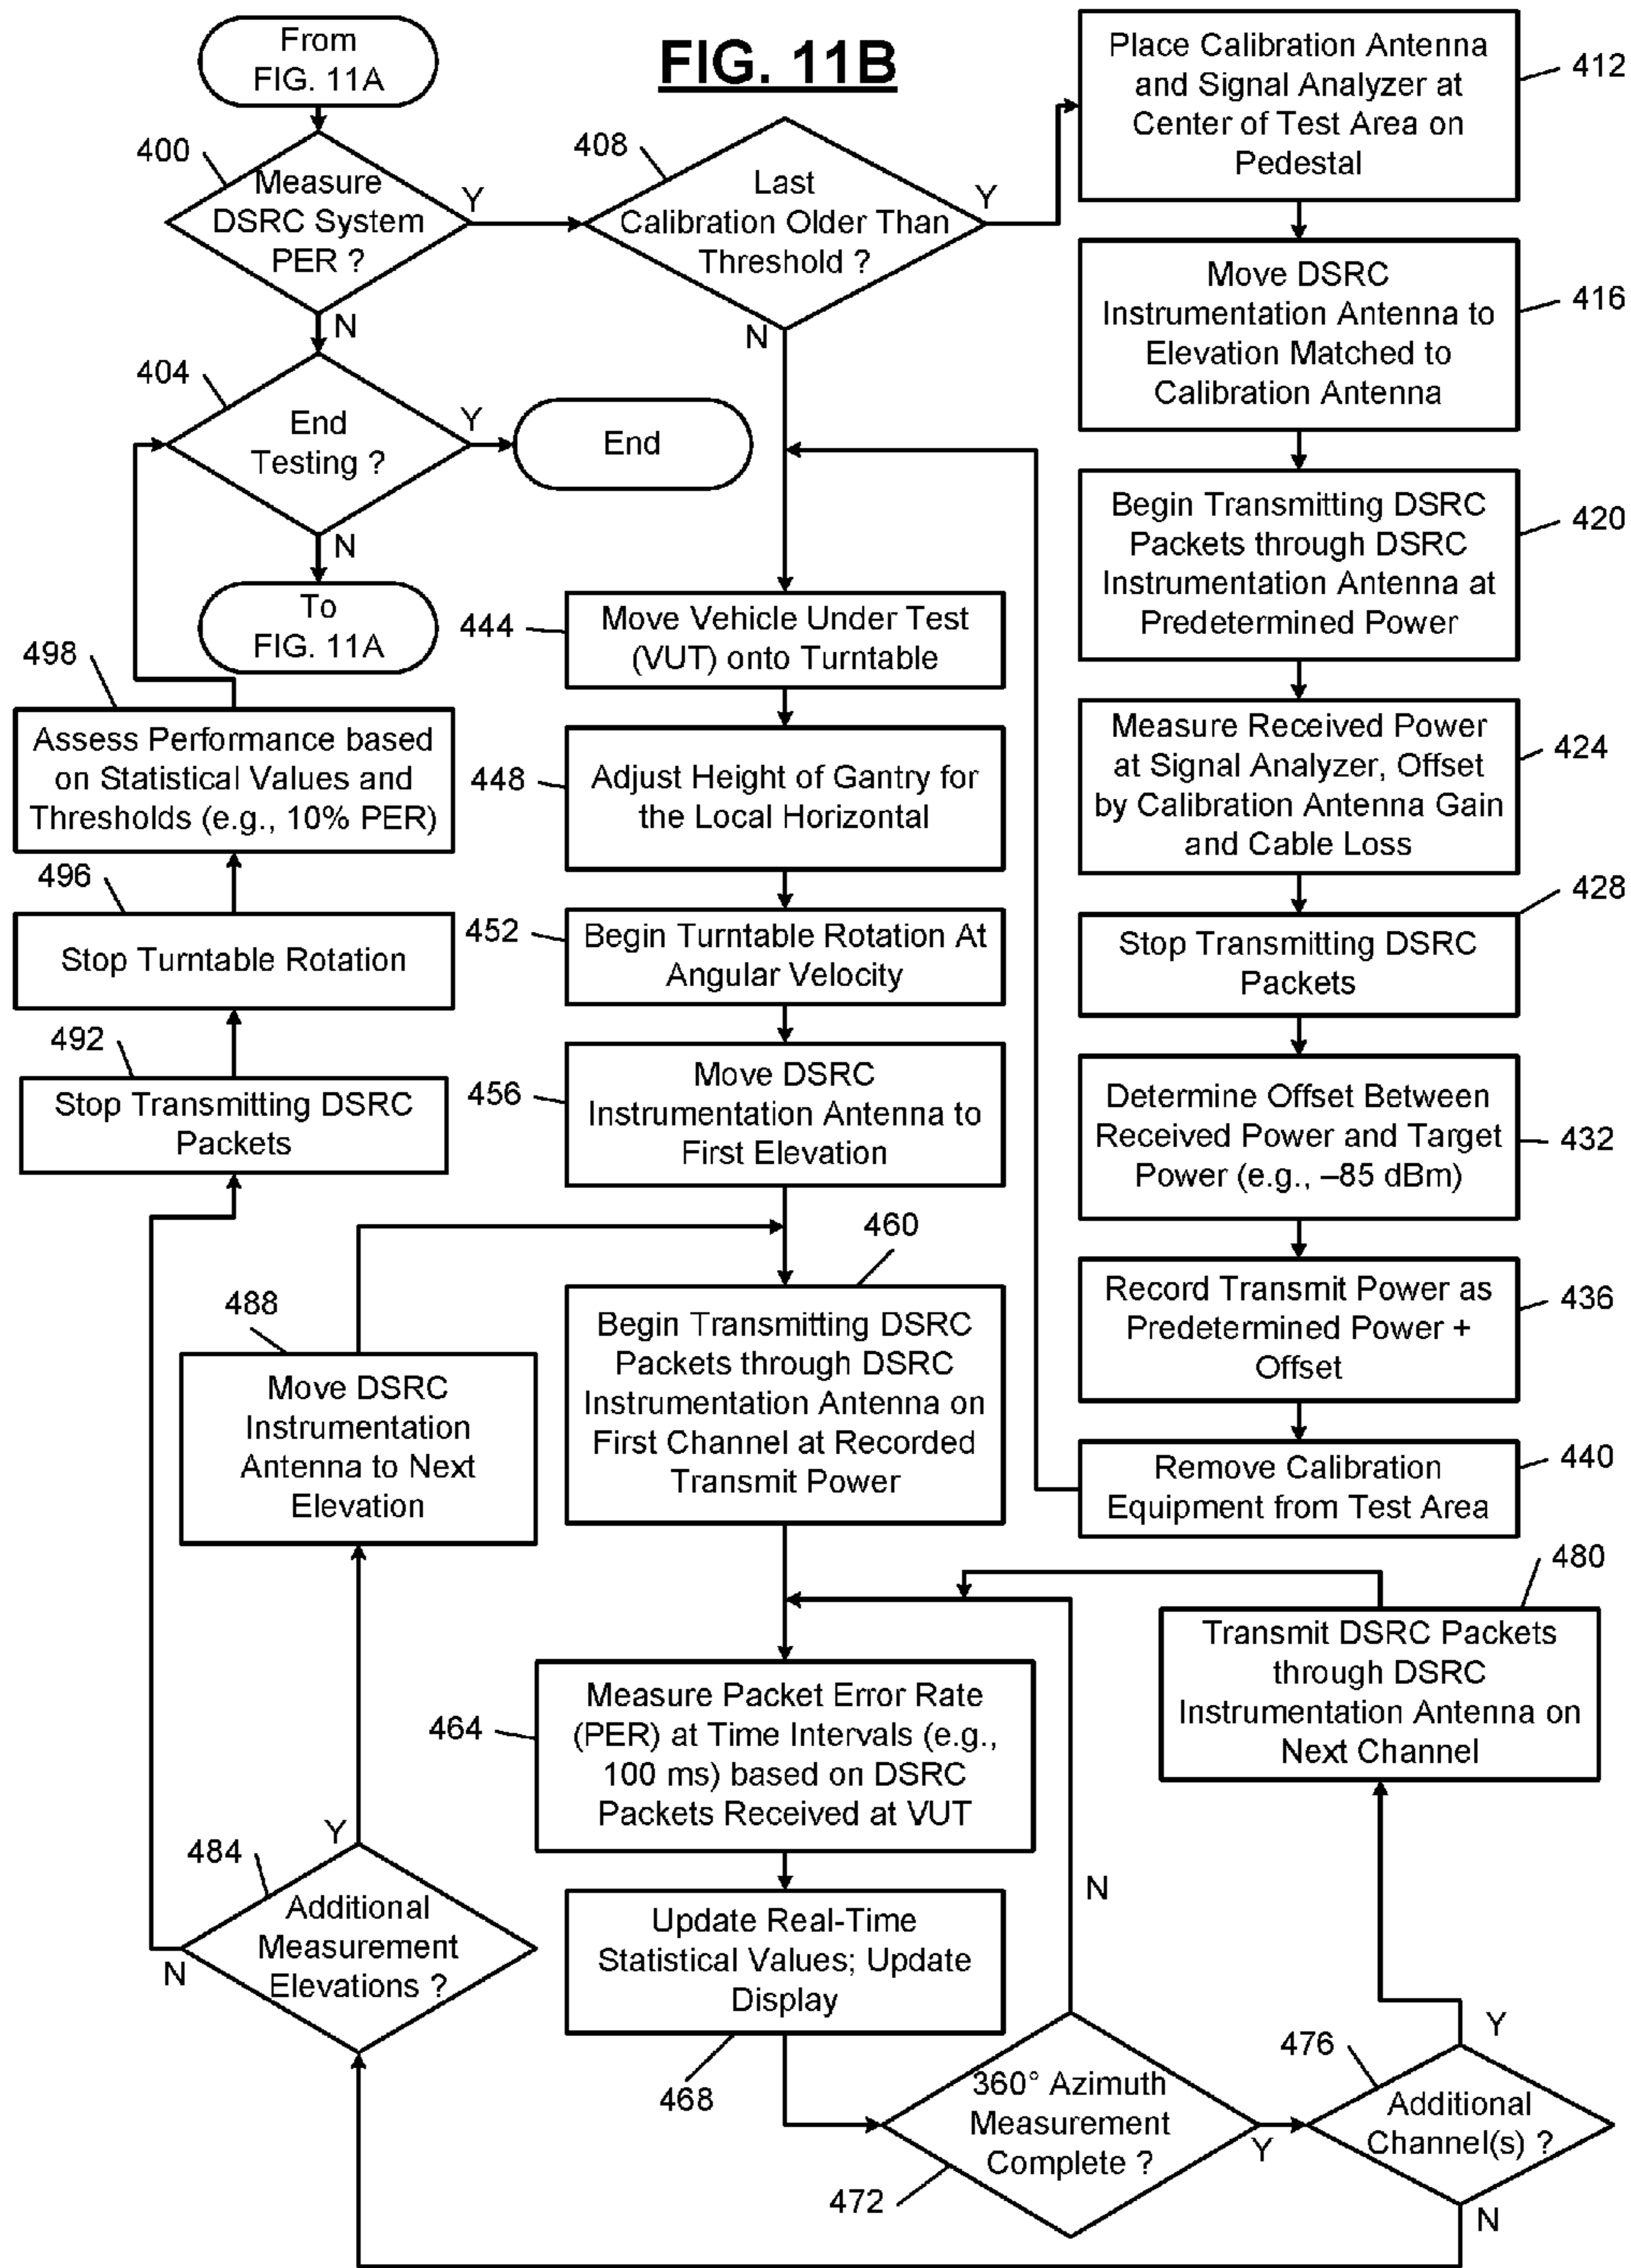 FIG. 11B
From
FIG. 11A
400
Measure
DSRC System
PER ?
Y
N
404
End
Testing ?
Y
End
N
To
FIG. 11A
408
Last
Calibration Older Than
Threshold ?
Y
N
Place Calibration Antenna
and Signal Analyzer at
Center of Test Area on
Pedestal
412
Move DSRC
Instrumentation Antenna to
Elevation Matched to
Calibration Antenna
416
Begin Transmitting DSRC
Packets through DSRC
Instrumentation Antenna at
Predetermined Power
420
Measure Received Power
at Signal Analyzer, Offset
by Calibration Antenna Gain
and Cable Loss
424
Stop Transmitting DSRC
Packets
428
Determine Offset Between
Received Power and Target
Power (e.g., –85 dBm)
432
Record Transmit Power as
Predetermined Power +
Offset
436
Remove Calibration
Equipment from Test Area
440
444
Move Vehicle Under Test
(VUT) onto Turntable
448
Adjust Height of Gantry for
the Local Horizontal
452
Begin Turntable Rotation At
Angular Velocity
456
Move DSRC
Instrumentation Antenna to
First Elevation
460
Begin Transmitting DSRC
Packets through DSRC
Instrumentation Antenna on
First Channel at Recorded
Transmit Power
464
Measure Packet Error Rate
(PER) at Time Intervals (e.g.,
100 ms) based on DSRC
Packets Received at VUT
Update Real-Time
Statistical Values; Update
Display
468
360° Azimuth
Measurement
Complete ?
472
N
Y
476
Additional
Channel(s) ?
Y
N
480
Transmit DSRC Packets
through DSRC
Instrumentation Antenna on
Next Channel
484
Additional
Measurement
Elevations ?
Y
N
488
Move DSRC
Instrumentation
Antenna to Next
Elevation
492
Stop Transmitting DSRC
Packets
496
Stop Turntable Rotation
498
Assess Performance based
on Statistical Values and
Thresholds (e.g., 10% PER)